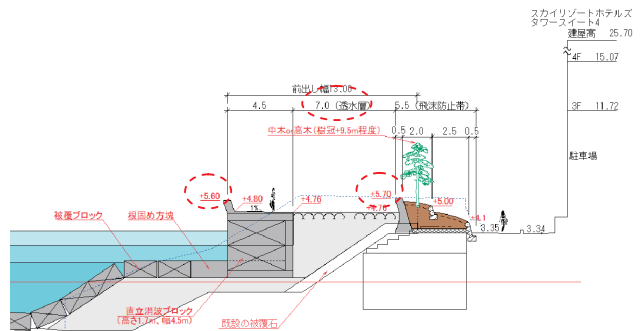 スカイリゾートホテルズ
タワースイート4
建屋高 25.70
4F 15.07
3F 11.72
駐車場
前出し幅13.00
4.5 7.0（透水層） 5.5（飛沫防止帯）
0.5 2.0 2.5 0.5
中木or高木(樹冠+9.5m程度)
+5.60
+4.80
1%
+4.76
+5.70
+4.76
+5.00
+4.1
3.35 3.34
被覆ブロック
根固め方塊
直立消波ブロック
（高さ1.7m、幅4.5m）
既設の被覆石